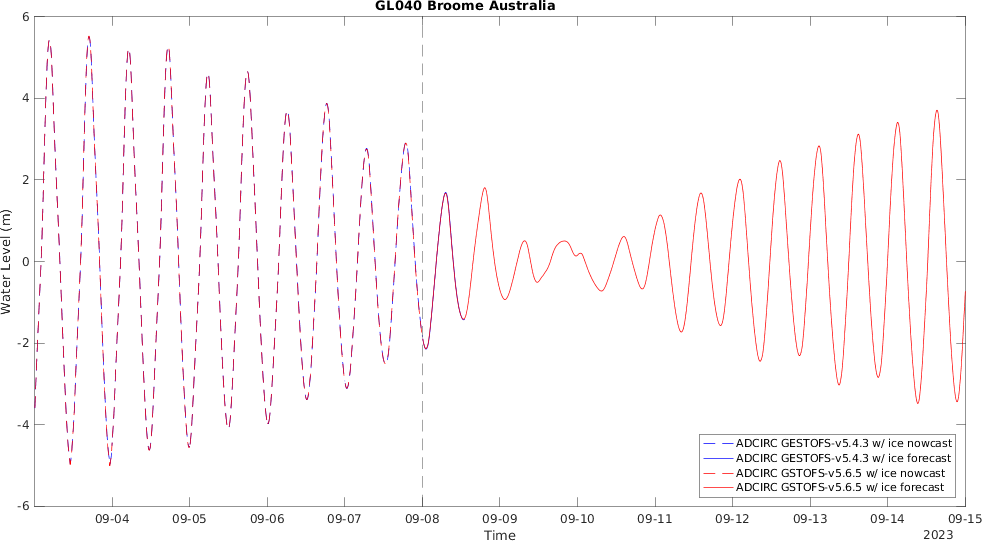 GL040 Broome Australia
6
4
2
0
-2
-4
-6
Water Level (m)
09-04
09-05
09-06
09-07
09-08
09-09
09-10
09-11
09-12
09-13
09-14
09-15
Time
2023
ADCIRC GESTOFS-v5.4.3 w/ ice nowcast
ADCIRC GESTOFS-v5.4.3 w/ ice forecast
ADCIRC GSTOFS-v5.6.5 w/ ice nowcast
ADCIRC GSTOFS-v5.6.5 w/ ice forecast